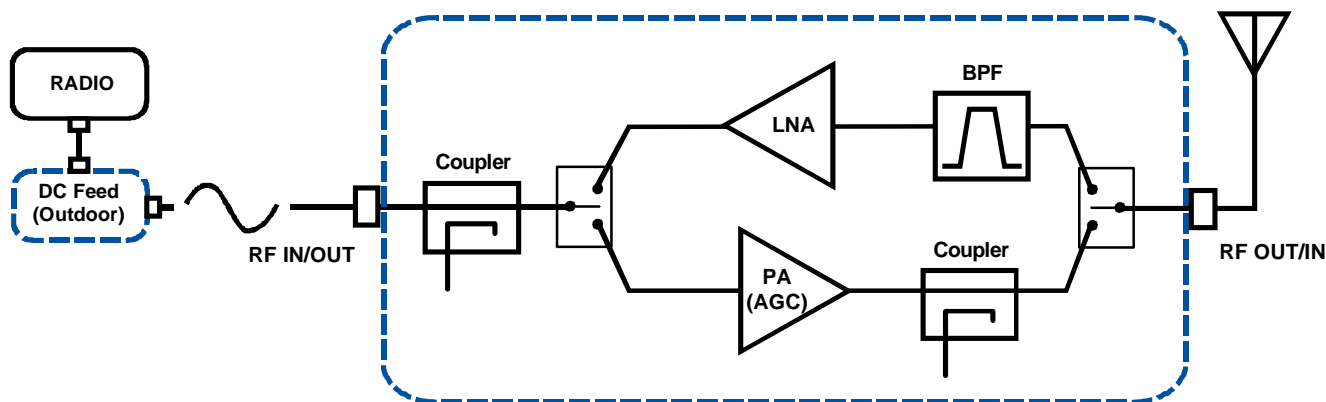 RADIO
DC Feed
(Outdoor)
RF IN/OUT
Coupler
LNA
BPF
PA
(AGC)
Coupler
RF OUT/IN